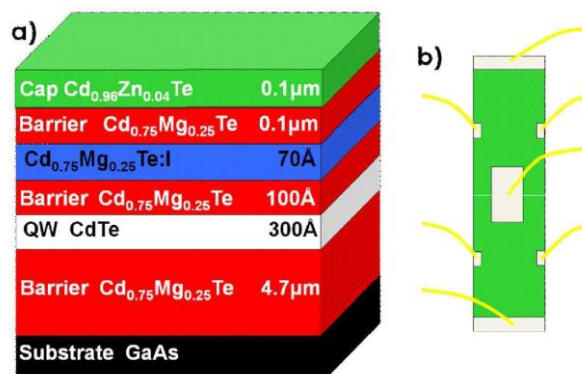 a)
Cap Cd0.96Zn0.04Te 0.1µm
Barrier Cd0.75Mg0.25Te 0.1µm
Cd0.75Mg0.25Te:I 70Å
Barrier Cd0.75Mg0.25Te 100Å
QW CdTe 300Å
Barrier Cd0.75Mg0.25Te 4.7µm
Substrate GaAs
b)